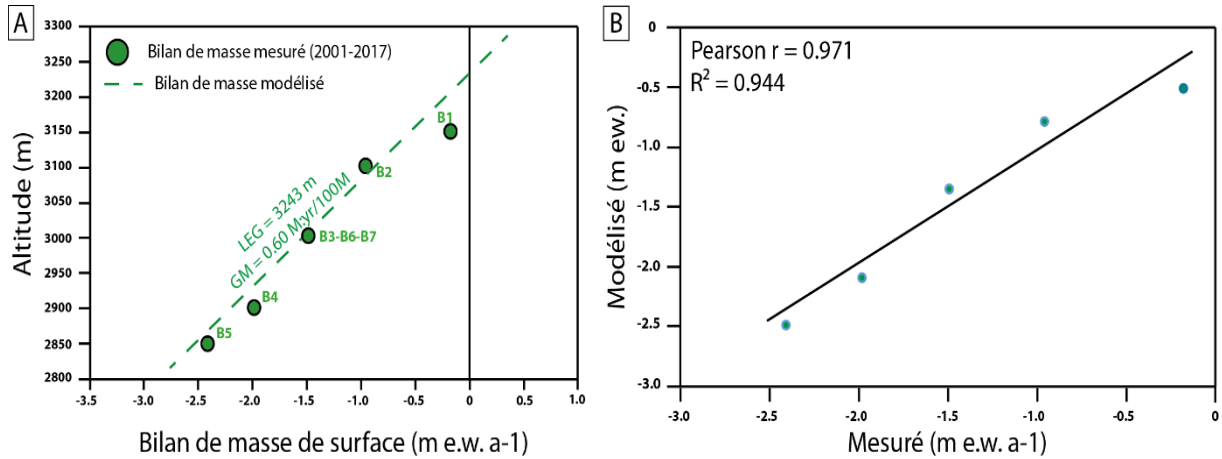 A
Bilan de masse mesuré (2001-2017)
Bilan de masse modélisé
Altitude (m)
3300
3250
3200
3150
3100
3050
3000
2950
2900
2850
2800
B1
B2
B3-B6-B7
B4
B5
LEG = 3243 m
GM = 0.60 M.yr/100M
-3.5 -3.0 -2.5 -2.0 -1.5 -1 -0.5 0 0.5 1.0
Bilan de masse de surface (m e.w. a-1)
B
Pearson r = 0.971
R² = 0.944
Modélisé (m ew.)
0
-0.5
-1.0
-1.5
-2.0
-2.5
-3.0
-3.0 -2.5 -2.0 -1.0 -0.5 0
Mesuré (m e.w. a-1)